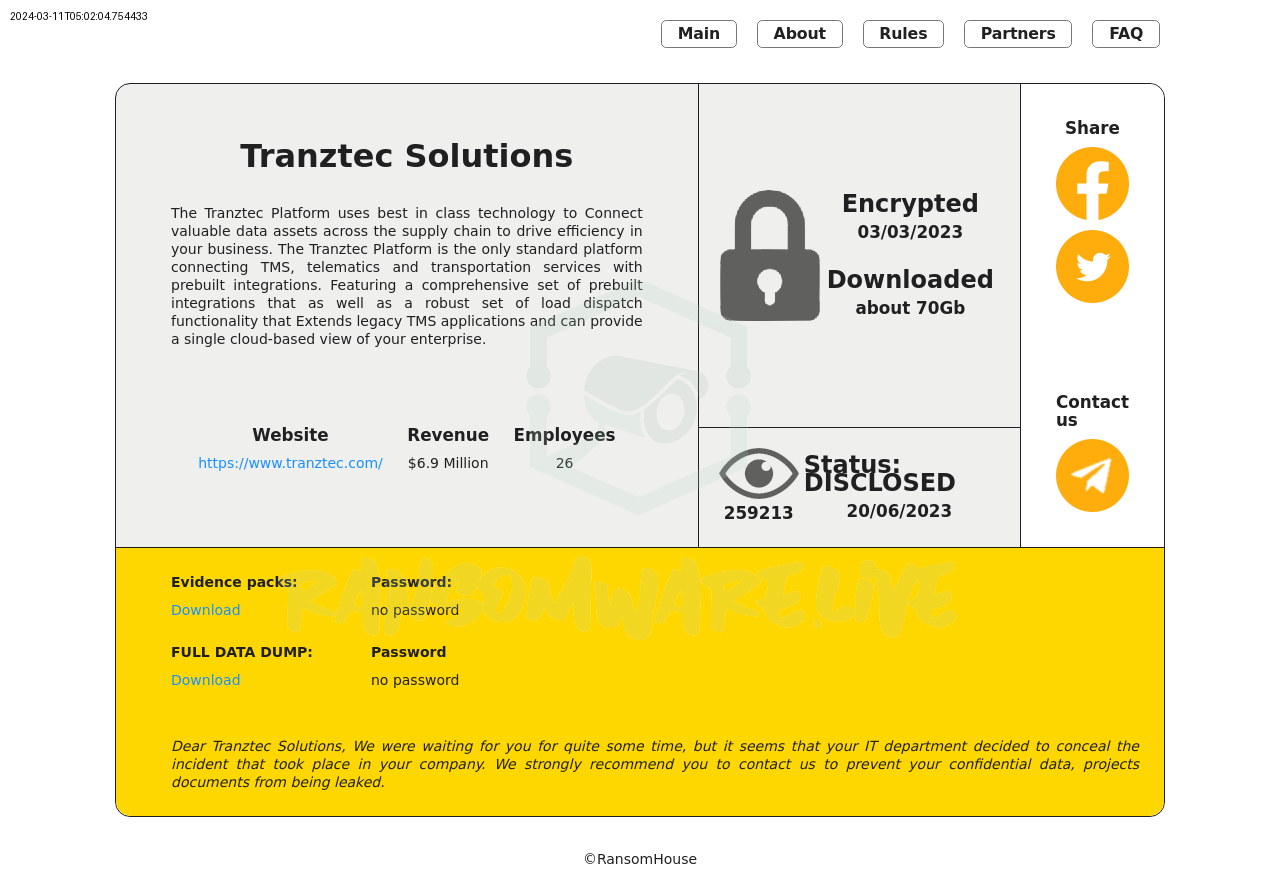 2024-03-11T05:02:04.754433
Main
About
Rules
Partners
FAQ
Tranztec Solutions
The Tranztec Platform uses best in class technology to Connect
valuable data assets across the supply chain to drive efficiency in
your business. The Tranztec Platform is the only standard platform
connecting TMS, telematics and transportation services with
prebuilt integrations. Featuring a comprehensive set of prebuilt
integrations that as well as a robust set of load dispatch
functionality that Extends legacy TMS applications and can provide
a single cloud-based view of your enterprise.
Website
Revenue
Employees
https://www.tranztec.com/
$6.9 Million
26
Encrypted
03/03/2023
Downloaded
about 70Gb
Status:
DISCLOSED
259213
20/06/2023
Share
Contact
us
Evidence packs:
Password:
Download
no password
FULL DATA DUMP:
Password
Download
no password
RANSOMWARE.LIVE
Dear Tranztec Solutions, We were waiting for you for quite some time, but it seems that your IT department decided to conceal the
incident that took place in your company. We strongly recommend you to contact us to prevent your confidential data, projects
documents from being leaked.
©RansomHouse